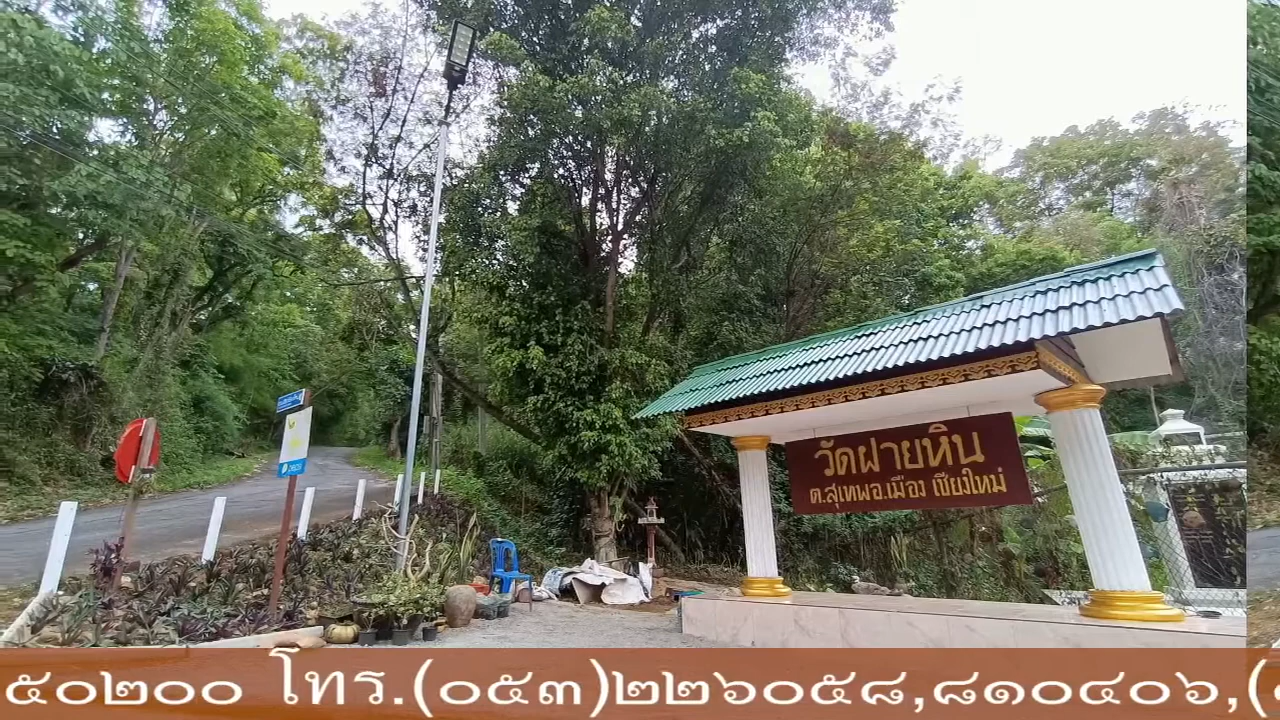 วัดฝายหิน
ต.สุเทพอ.เมือง เชียงใหม่
๕๐๒๐๐ โทร.(๐๕๓)๒๒๖๐๕๘,๘๑๐๔๐๖,(